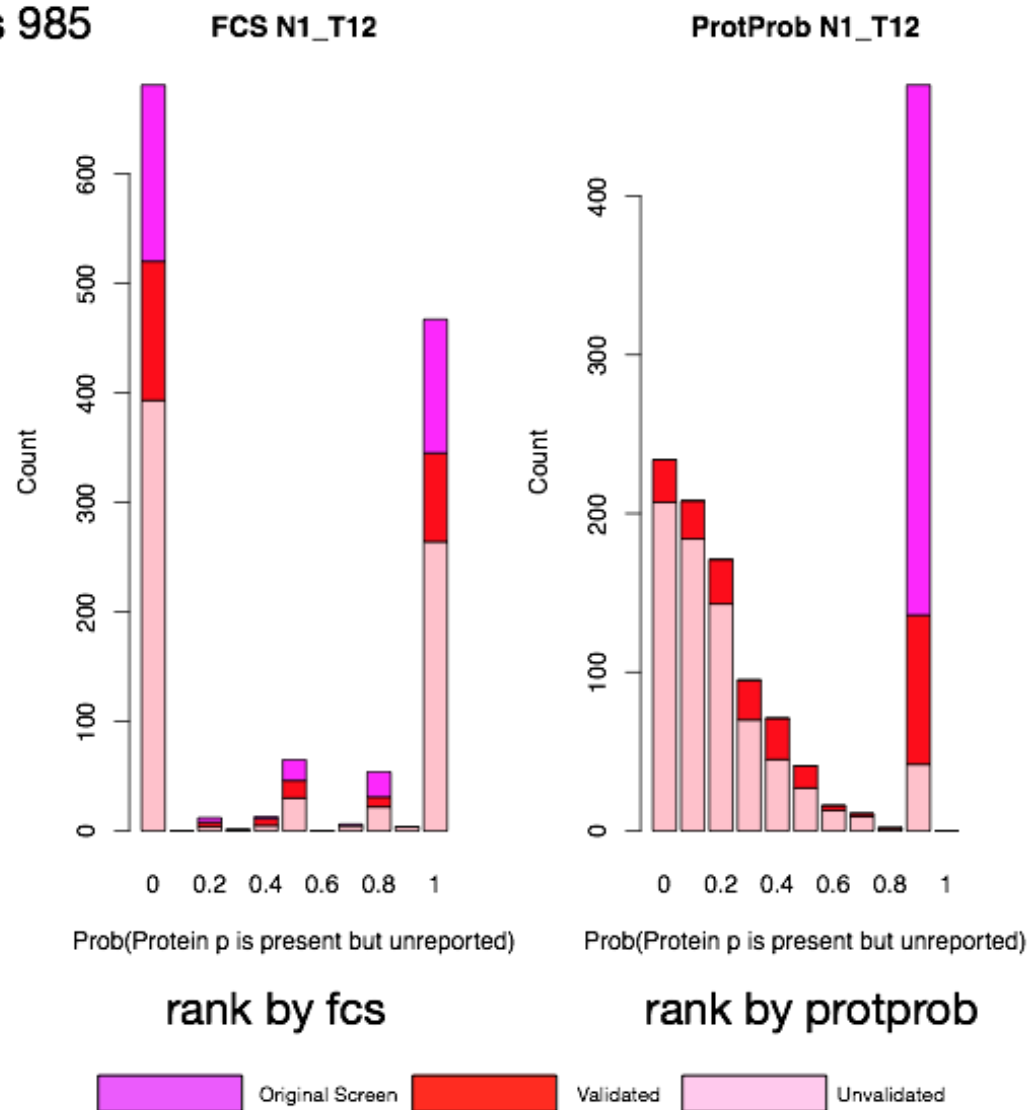 s 985
FCS N1_T12
ProtProb N1_T12
Count
0
100
200
300
400
500
600
0 0.2 0.4 0.6 0.8 1
Prob(Protein p is present but unreported)
rank by fcs
Count
0
100
200
300
400
0 0.2 0.4 0.6 0.8 1
Prob(Protein p is present but unreported)
rank by protprob
Original Screen Validated Unvalidated